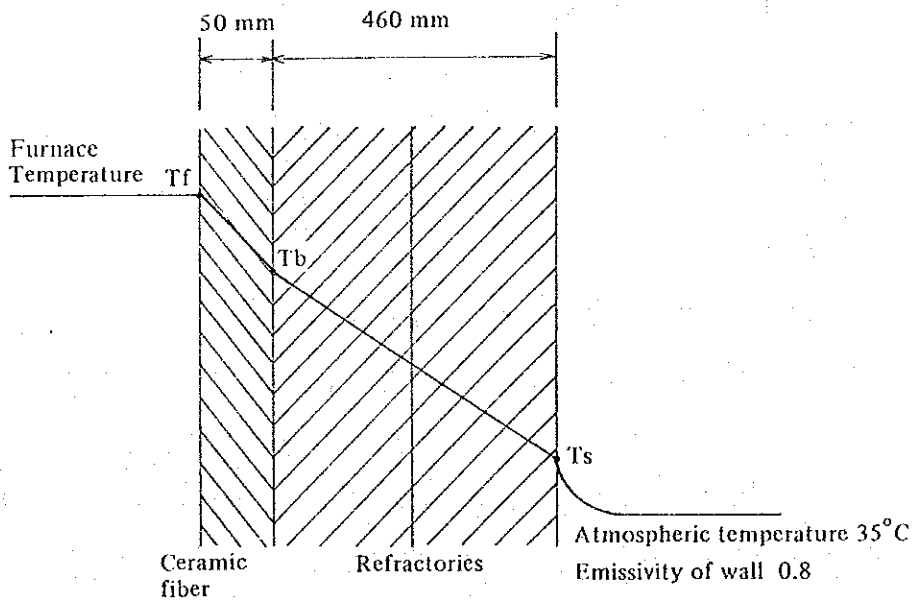 50 mm
460 mm
Furnace
Temperature
Tf
Tb
Ts
Atmospheric temperature 35°C
Emissivity of wall 0.8
Ceramic
fiber
Refractories